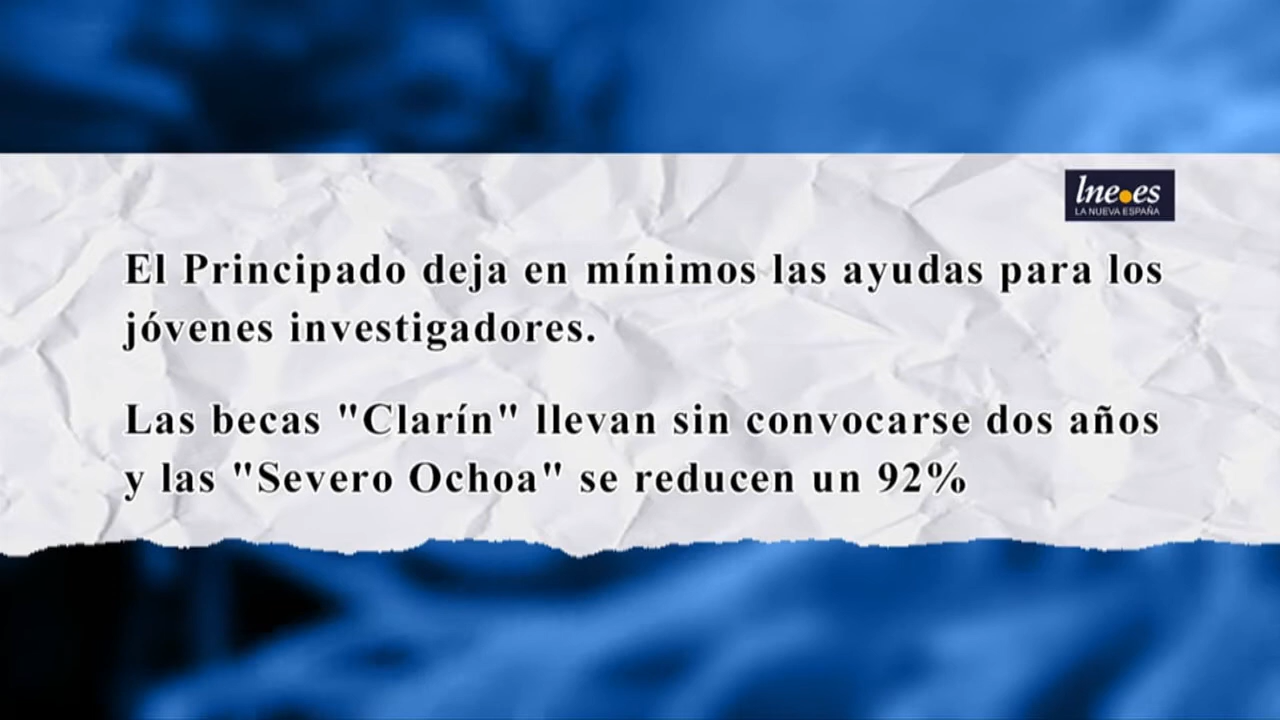 lne.es
LA NUEVA ESPAÑA
El Principado deja en mínimos las ayudas para los
jóvenes investigadores.
Las becas "Clarín" llevan sin convocarse dos años
y las "Severo Ochoa" se reducen un 92%